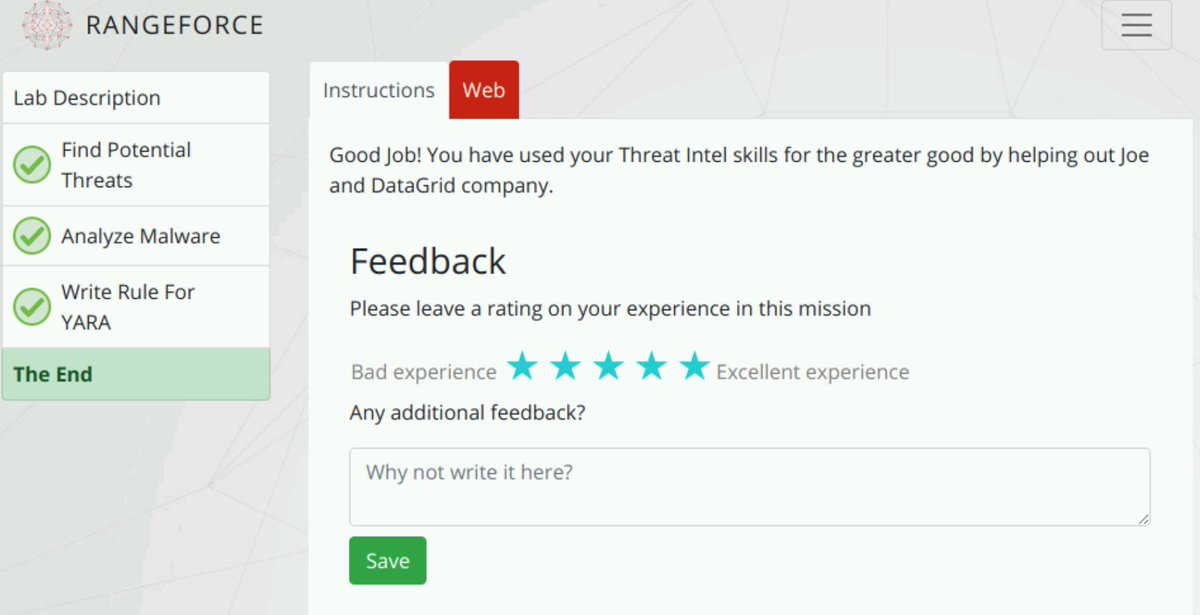 RANGEFORCE
Lab Description
Find Potential
Threats
Analyze Malware
Write Rule For
YARA
The End
Instructions
Web
Good Job! You have used your Threat Intel skills for the greater good by helping out Joe
and DataGrid company.
Feedback
Please leave a rating on your experience in this mission
Bad experience
Excellent experience
Any additional feedback?
Why not write it here?
Save